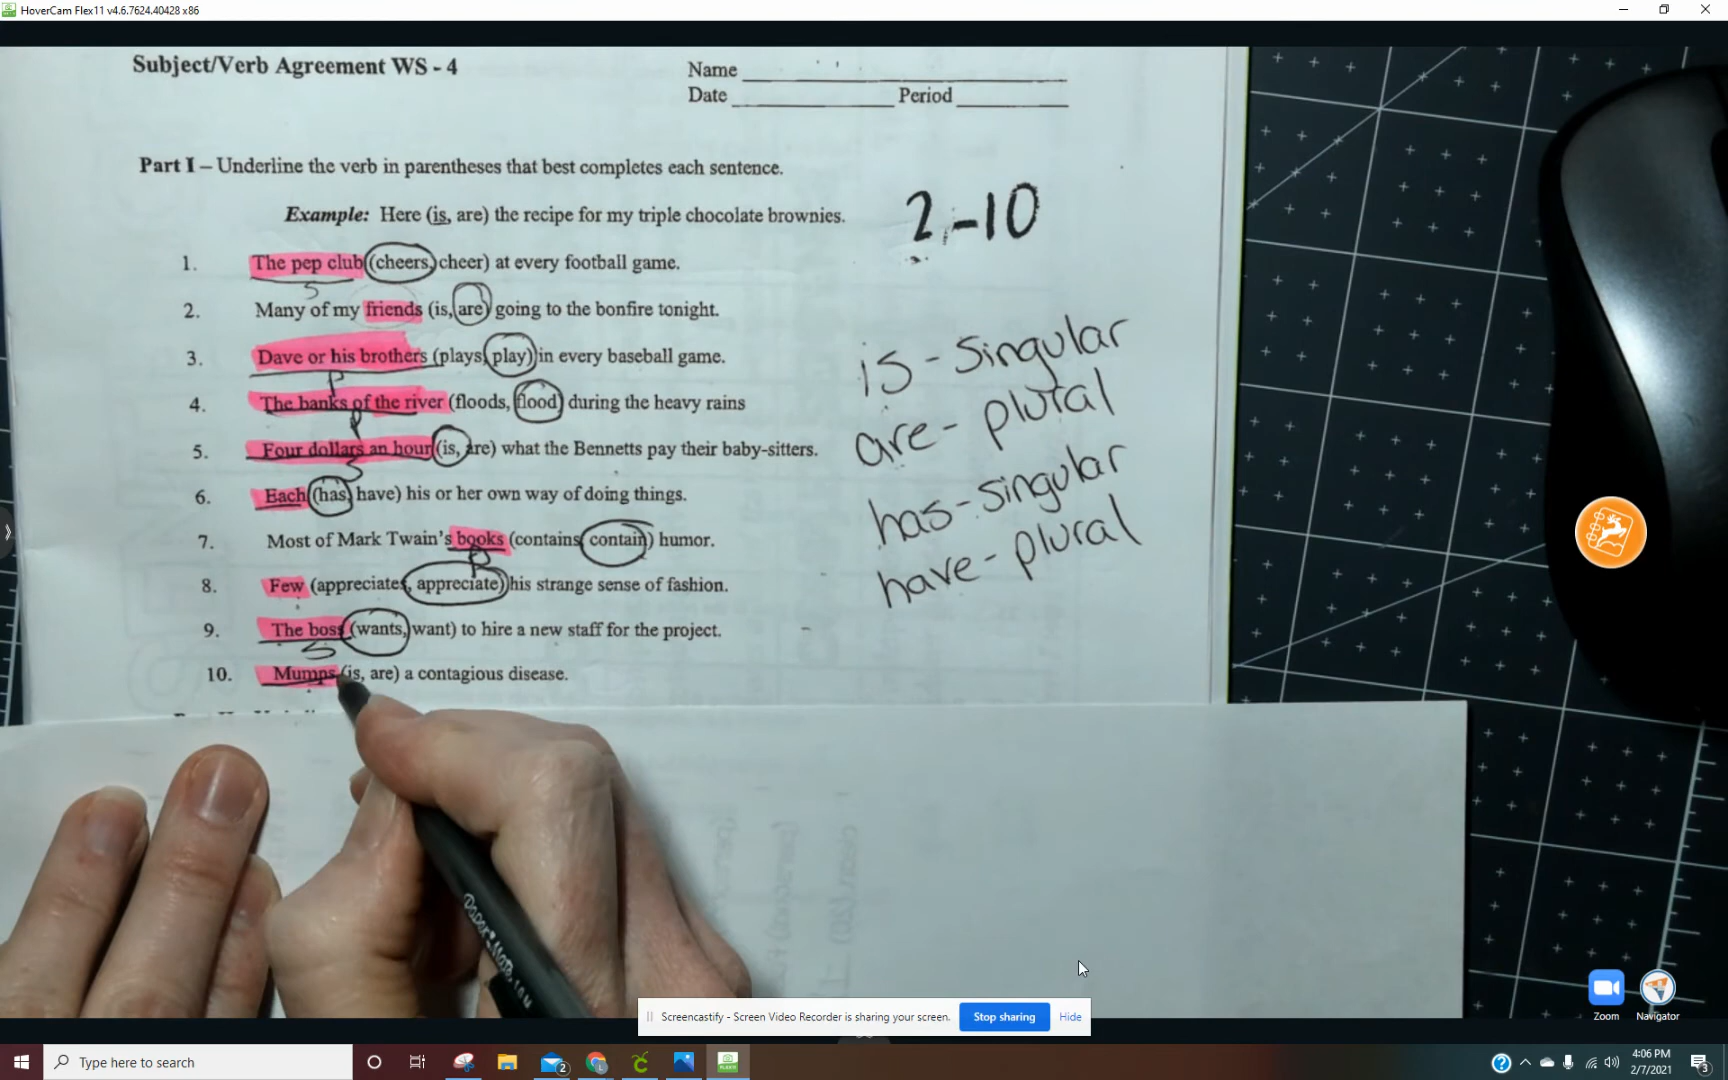 HoverCam Flex11 v4.6.7624.40428 x86
Subject/Verb Agreement WS - 4
Name
Date Period
Part I – Underline the verb in parentheses that best completes each sentence.
Example: Here (is, are) the recipe for my triple chocolate brownies.
2.-10
1. The pep club (cheers, cheer) at every football game.
S
2. Many of my friends (is, are) going to the bonfire tonight.
3. Dave or his brothers (plays, play) in every baseball game.
P
4. The banks of the river (floods, flood) during the heavy rains
P
5. Four dollars an hour (is, are) what the Bennetts pay their baby-sitters.
S
6. Each (has, have) his or her own way of doing things.
7. Most of Mark Twain's books (contains, contain) humor.
P
8. Few (appreciates, appreciate) his strange sense of fashion.
9. The boss (wants, want) to hire a new staff for the project.
S
10. Mumps (is, are) a contagious disease.
is - singular
are - plural
has - singular
have - plural
PaperMate.com
Screencastify - Screen Video Recorder is sharing your screen. Stop sharing Hide
Zoom Navigator
Type here to search
2
4:06 PM
2/7/2021
3